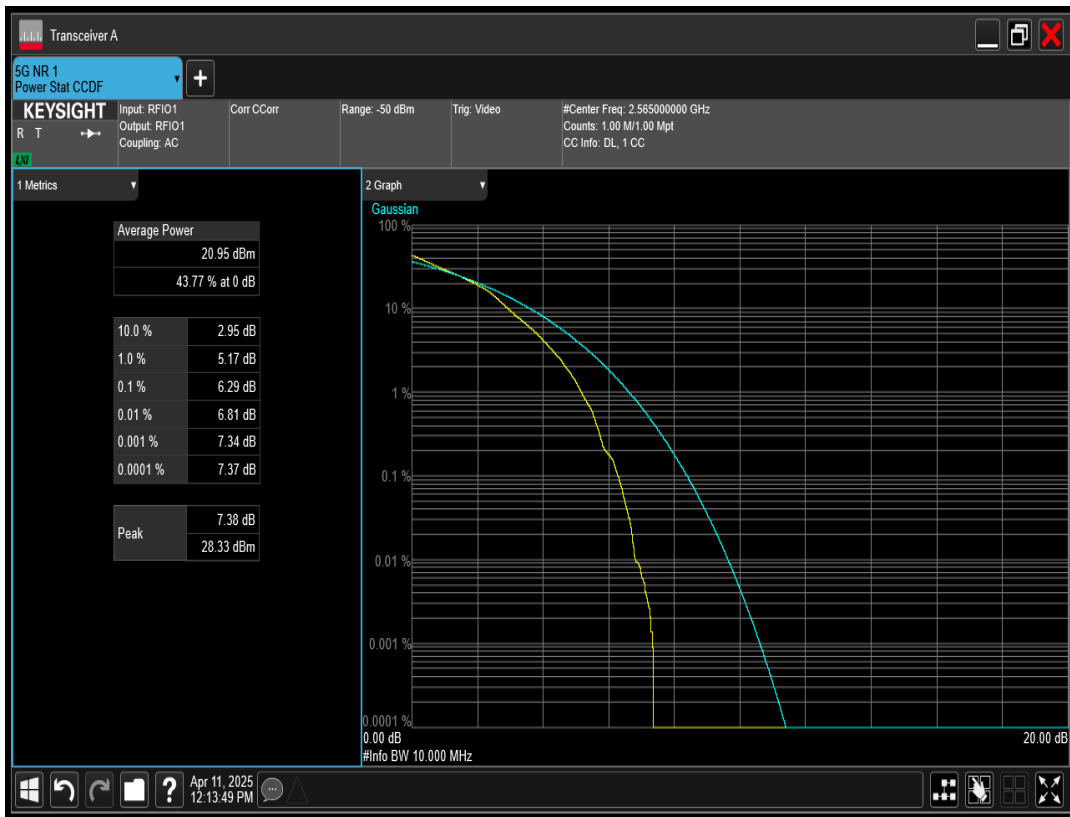 Transceiver A
5G NR 1
Power Stat CCDF
+
KEYSIGHT
R T
LXI
Input: RFIO1
Output: RFIO1
Coupling: AC
Corr CCorr
Range: -50 dBm
Trig: Video
#Center Freq: 2.565000000 GHz
Counts: 1.00 M/1.00 Mpt
CC Info: DL, 1 CC
1 Metrics
Average Power
20.95 dBm
43.77 % at 0 dB
10.0 % 2.95 dB
1.0 % 5.17 dB
0.1 % 6.29 dB
0.01 % 6.81 dB
0.001 % 7.34 dB
0.0001 % 7.37 dB
Peak 7.38 dB
28.33 dBm
2 Graph
Gaussian
100 %
10 %
1 %
0.1 %
0.01 %
0.001 %
0.0001 %
0.00 dB 20.00 dB
#Info BW 10.000 MHz
? Apr 11, 2025
12:13:49 PM